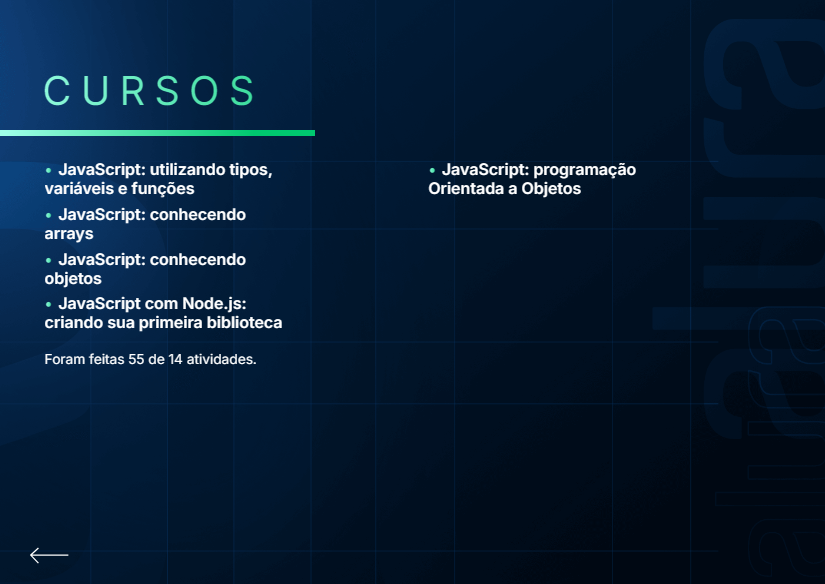 CURSOS
• JavaScript: utilizando tipos,
variáveis e funções
• JavaScript: conhecendo
arrays
• JavaScript: conhecendo
objetos
• JavaScript com Node.js:
criando sua primeira biblioteca
Foram feitas 55 de 14 atividades.
• JavaScript: programação
Orientada a Objetos
alura
alura